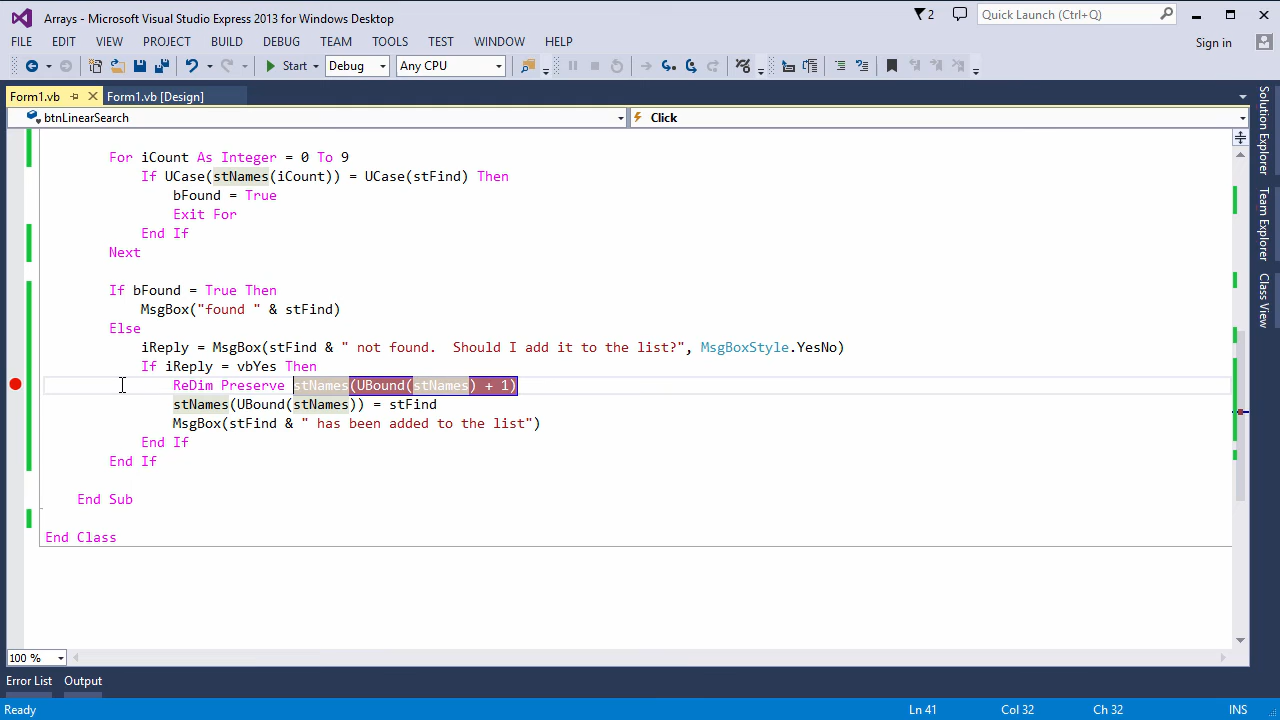 Arrays - Microsoft Visual Studio Express 2013 for Windows Desktop
2
Quick Launch (Ctrl+Q)
FILE EDIT VIEW PROJECT BUILD DEBUG TEAM TOOLS TEST WINDOW HELP
Sign in
Start Debug Any CPU
Form1.vb Form1.vb [Design]
btnLinearSearch Click
For iCount As Integer = 0 To 9
If UCase(stNames(iCount)) = UCase(stFind) Then
bFound = True
Exit For
End If
Next
If bFound = True Then
MsgBox("found " & stFind)
Else
iReply = MsgBox(stFind & " not found.  Should I add it to the list?", MsgBoxStyle.YesNo)
If iReply = vbYes Then
ReDim Preserve stNames(UBound(stNames) + 1)
stNames(UBound(stNames)) = stFind
MsgBox(stFind & " has been added to the list")
End If
End If
End Sub
End Class
Solution Explorer
Team Explorer
Class View
100 %
Error List Output
Ready Ln 41 Col 32 Ch 32 INS